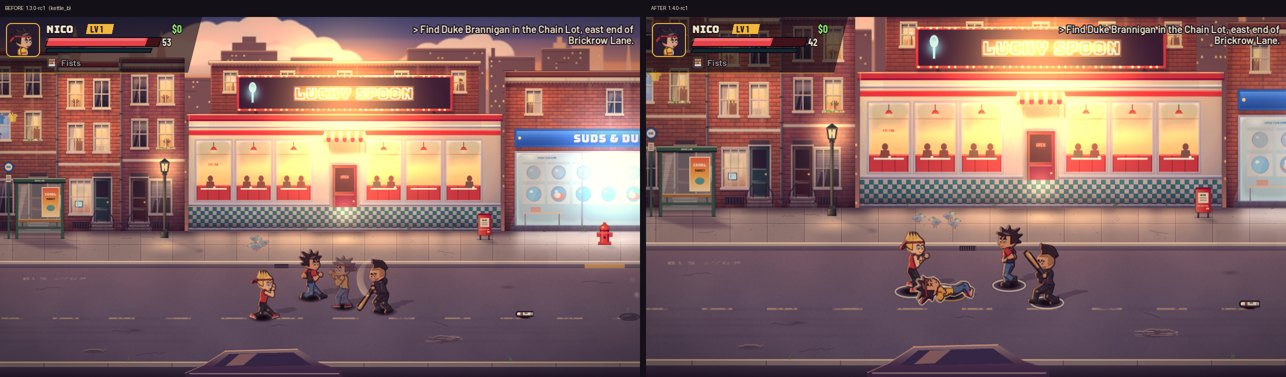 BEFORE 1.3.0-rc1 (kettle_b)
NICO LV1 $0
53
Fists
> Find Duke Brannigan in the Chain Lot, east end of
Brickrow Lane.
LUCKY SPOON
SUDS & DU
OPEN
AFTER 1.4.0-rc1
NICO LV1 $0
42
Fists
> Find Duke Brannigan in the Chain Lot, east end of
Brickrow Lane.
LUCKY SPOON
OPEN